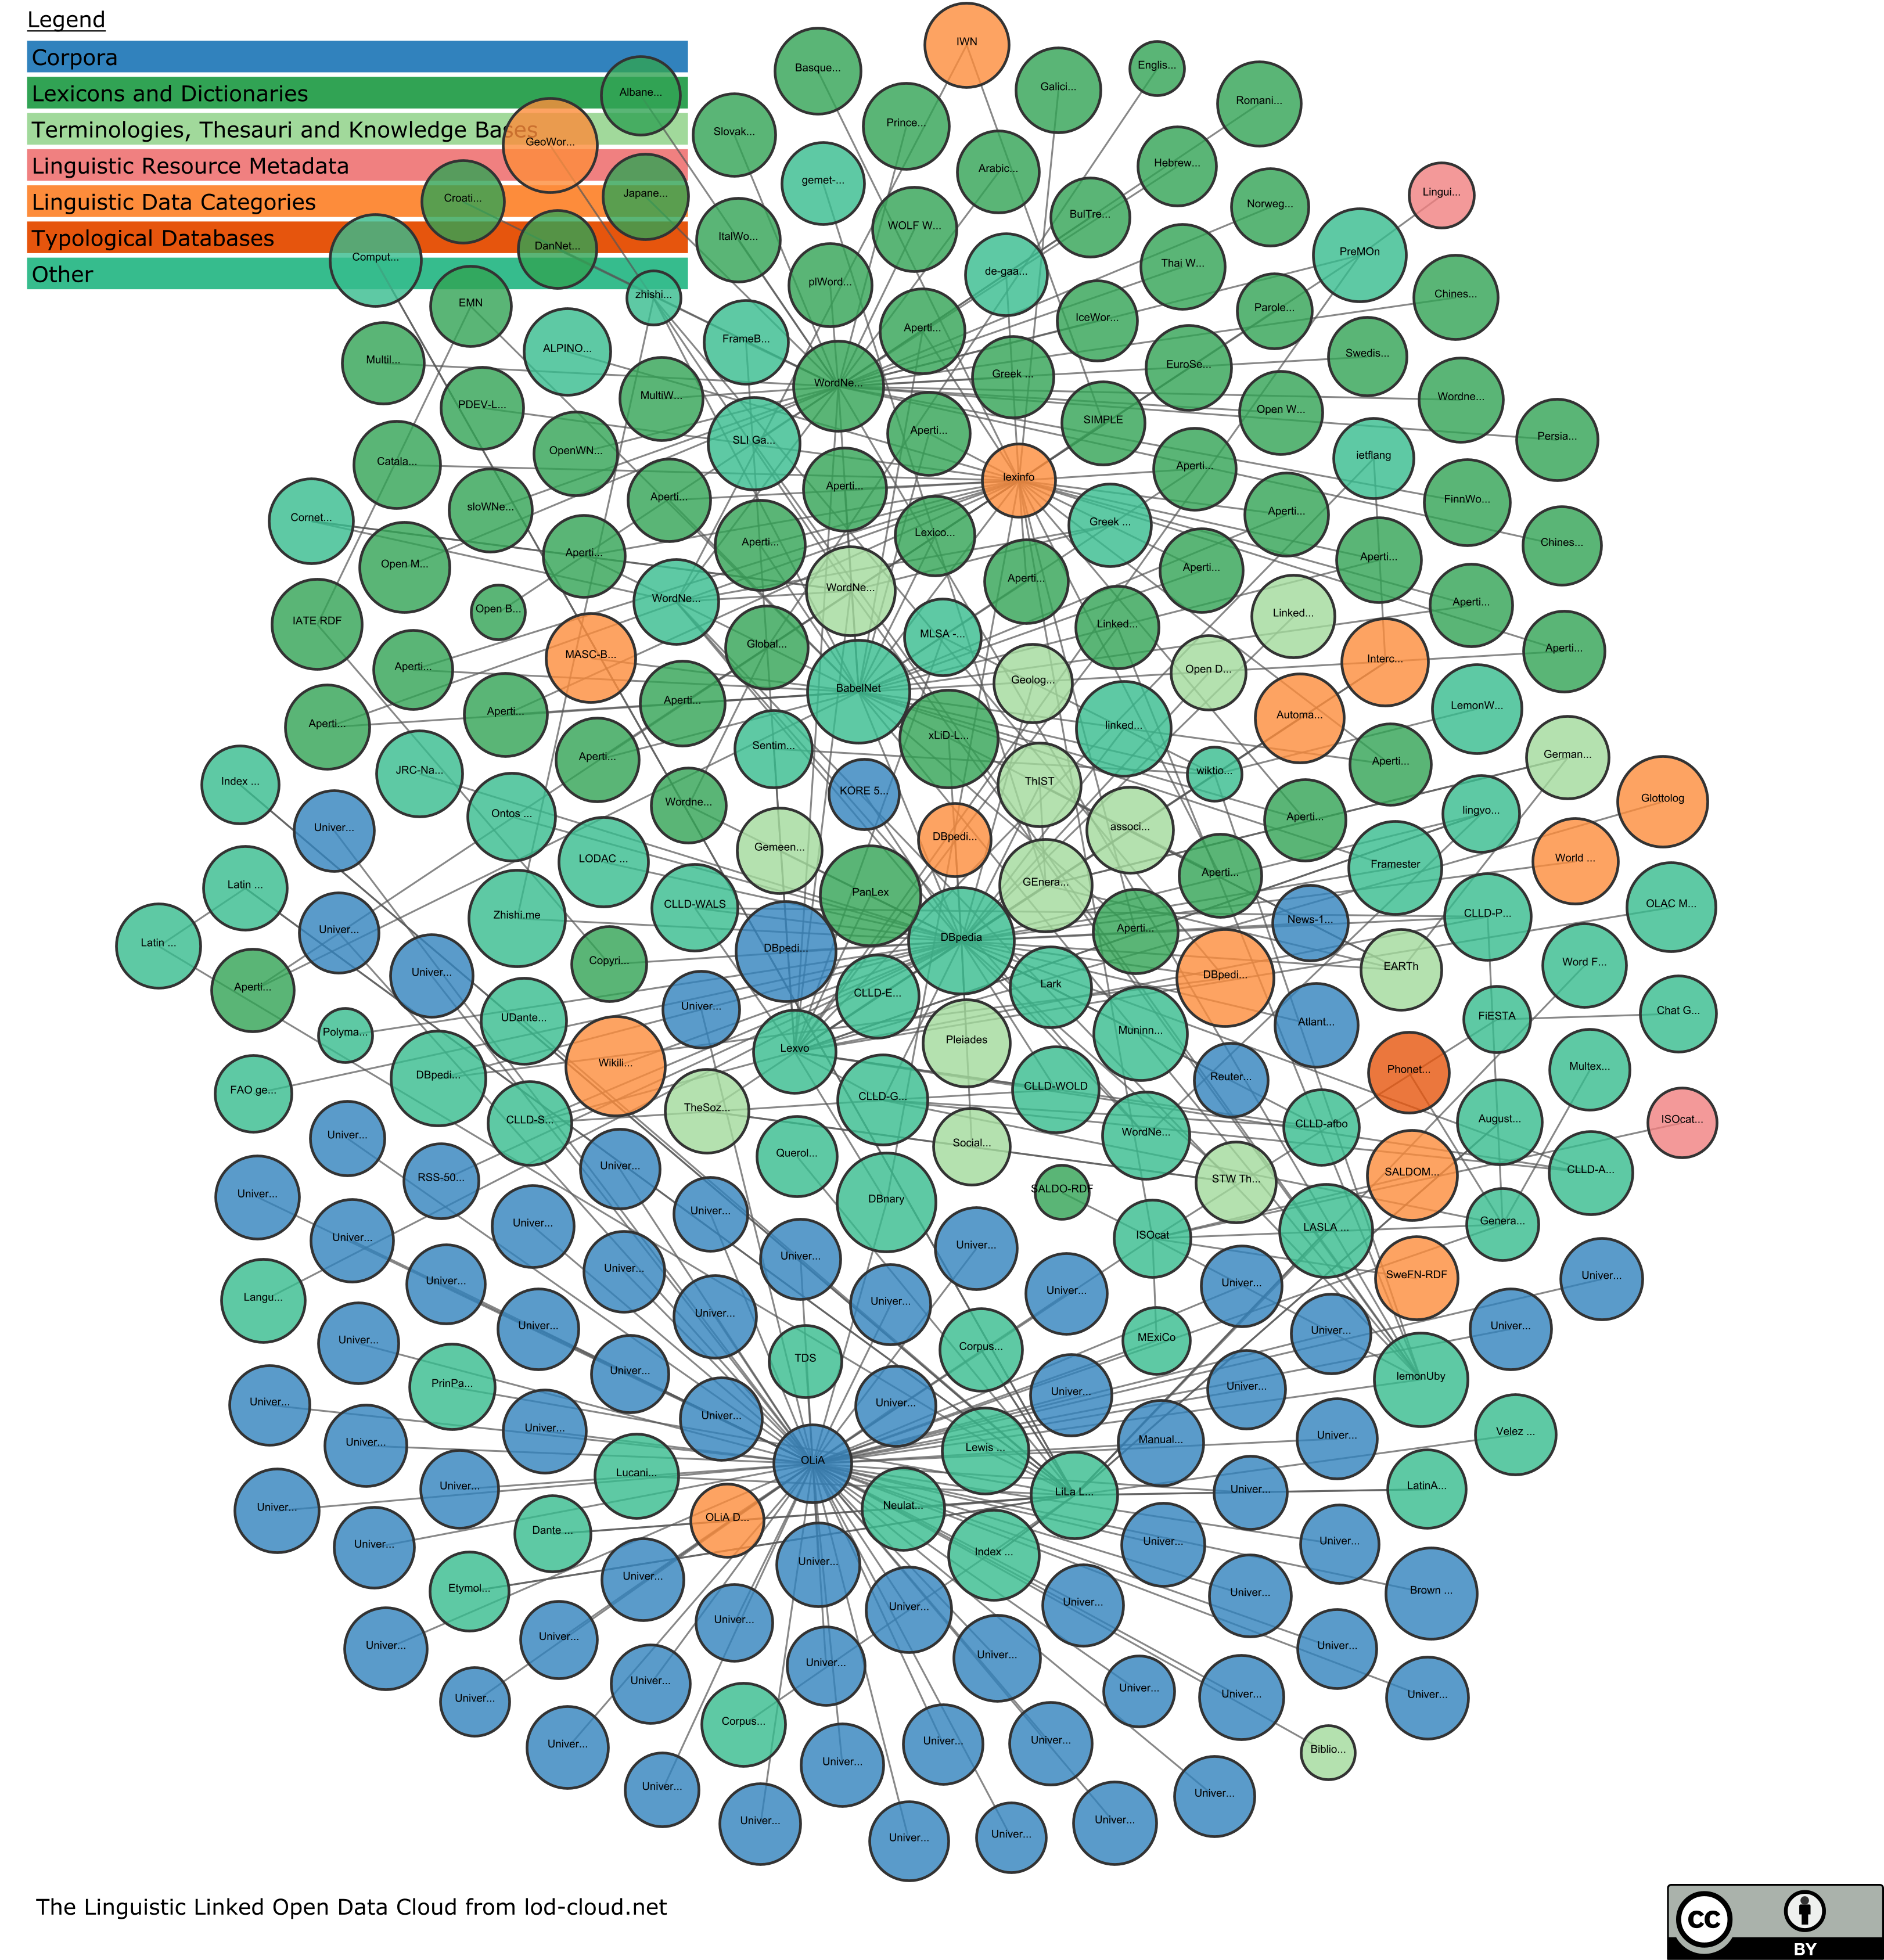 Legend
Corpora
Lexicons and Dictionaries
Terminologies, Thesauri and Knowledge Bases
Linguistic Resource Metadata
Linguistic Data Categories
Typological Databases
Other
IWN
Basque...
Galici...
Englis...
Albane...
Romani...
Prince...
Slovak...
GeoWor...
Hebrew...
Arabic...
gemet-...
Japane...
Lingui...
Croati...
Norweg...
BulTre...
WOLF W...
ItalWo...
DanNet...
PreMOn
Comput...
Thai W...
de-gaa...
plWord...
zhishi...
Chines...
EMN
Parole...
IceWor...
Aperti...
FrameB...
ALPINO...
Swedis...
Multil...
EuroSe...
Greek ...
WordNe...
MultiW...
Wordne...
PDEV-L...
Open W...
SIMPLE
Aperti...
SLI Ga...
Persia...
OpenWN...
ietflang
Catala...
Aperti...
lexinfo
Aperti...
Aperti...
FinnWo...
sloWNe...
Aperti...
Cornet...
Greek ...
Lexico...
Aperti...
Chines...
Aperti...
Aperti...
Open M...
Aperti...
Aperti...
WordNe...
WordNe...
Aperti...
Open B...
Linked...
IATE RDF
Linked...
MLSA -...
Global...
MASC-B...
Aperti...
Interc...
Aperti...
Open D...
Geolog...
BabelNet
Aperti...
LemonW...
Aperti...
Automa...
Aperti...
linked...
xLiD-L...
Sentim...
Aperti...
German...
Aperti...
JRC-Na...
wiktio...
ThIST
Index ...
KORE 5...
Glottolog
Wordne...
lingvo...
Ontos ...
Aperti...
Univer...
associ...
DBpedi...
Gemeen...
LODAC ...
World ...
Framester
Aperti...
GEnera...
PanLex
Latin ...
CLLD-WALS
OLAC M...
Zhishi.me
CLLD-P...
News-1...
Aperti...
Univer...
DBpedia
DBpedi...
Latin ...
Copyri...
Word F...
EARTh
DBpedi...
Univer...
Lark
Aperti...
CLLD-E...
Univer...
Chat G...
FiESTA
Atlant...
UDante...
Polyma...
Muninn...
Pleiades
Lexvo
Wikili...
Multex...
Phonet...
DBpedi...
Reuter...
CLLD-WOLD
FAO ge...
CLLD-G...
TheSoz...
CLLD-S...
August...
CLLD-afbo
ISOcat...
WordNe...
Univer...
Social...
Querol...
Univer...
CLLD-A...
SALDOM...
STW Th...
RSS-50...
SALDO-RDF
Univer...
DBnary
Univer...
Genera...
LASLA ...
Univer...
ISOcat
Univer...
Univer...
Univer...
Univer...
SweFN-RDF
Univer...
Univer...
Univer...
Univer...
Langu...
Univer...
Univer...
Univer...
Univer...
Univer...
MExiCo
Univer...
Corpus...
TDS
Univer...
lemonUby
PrinPa...
Univer...
Univer...
Univer...
Univer...
Univer...
Univer...
Velez ...
Univer...
Manual...
Univer...
Lewis ...
OLiA
Lucani...
Univer...
Univer...
LatinA...
LiLa L...
Neulat...
Univer...
OLiA D...
Dante ...
Univer...
Univer...
Univer...
Index ...
Univer...
Etymol...
Univer...
Brown ...
Univer...
Univer...
Univer...
Univer...
Univer...
Univer...
Univer...
Univer...
Univer...
Univer...
Univer...
Univer...
Univer...
Univer...
Corpus...
Univer...
Univer...
Univer...
Biblio...
Univer...
Univer...
Univer...
Univer...
Univer...
Univer...
Univer...
The Linguistic Linked Open Data Cloud from lod-cloud.net
cc
BY